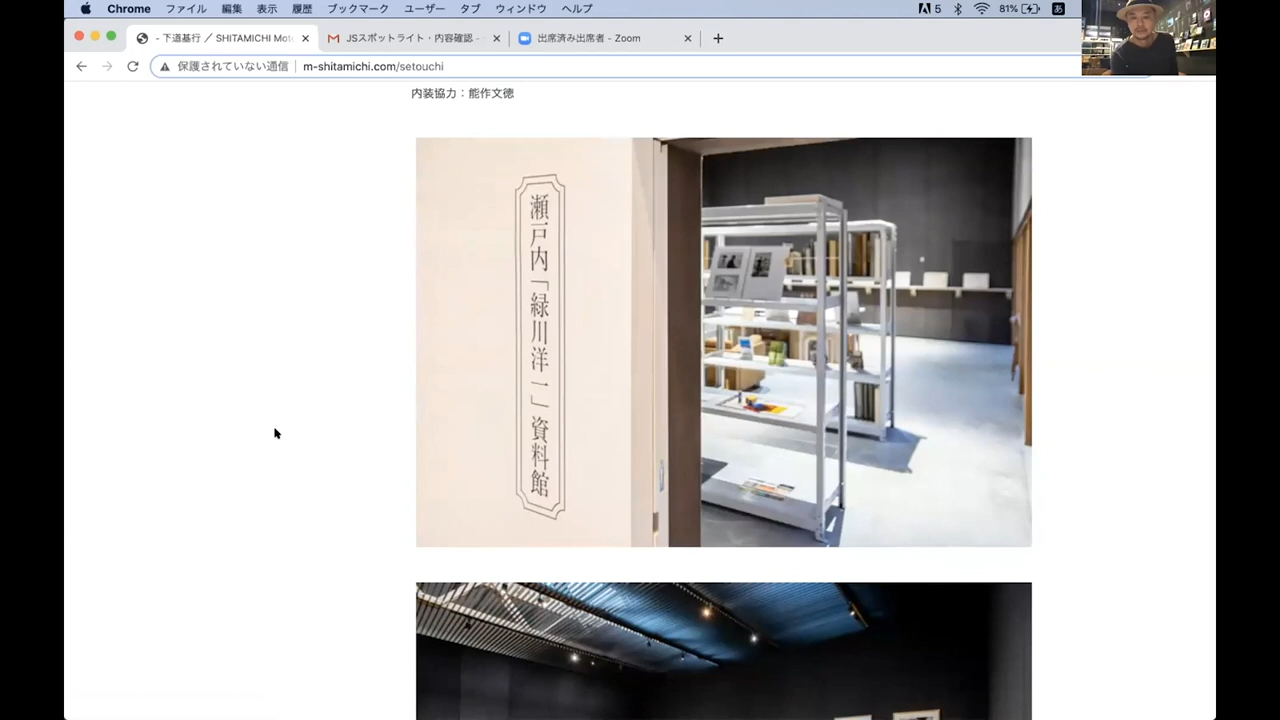 Chrome ファイル 編集 表示 履歴 ブックマーク ユーザー タブ ウィンドウ ヘルプ 5 81% あ
- 下道基行 ／ SHITAMICHI Mot
JSスポットライト・内容確認 -
出席済み出席者 - Zoom
保護されていない通信 | m-shitamichi.com/setouchi
内装協力：能作文徳
瀬戸内「緑川洋一」資料館